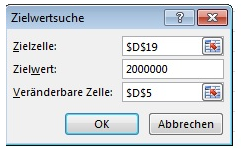 Zielwertsuche
Zielzelle: $D$19
Zielwert: 2000000
Veränderbare Zelle: $D$5
OK Abbrechen